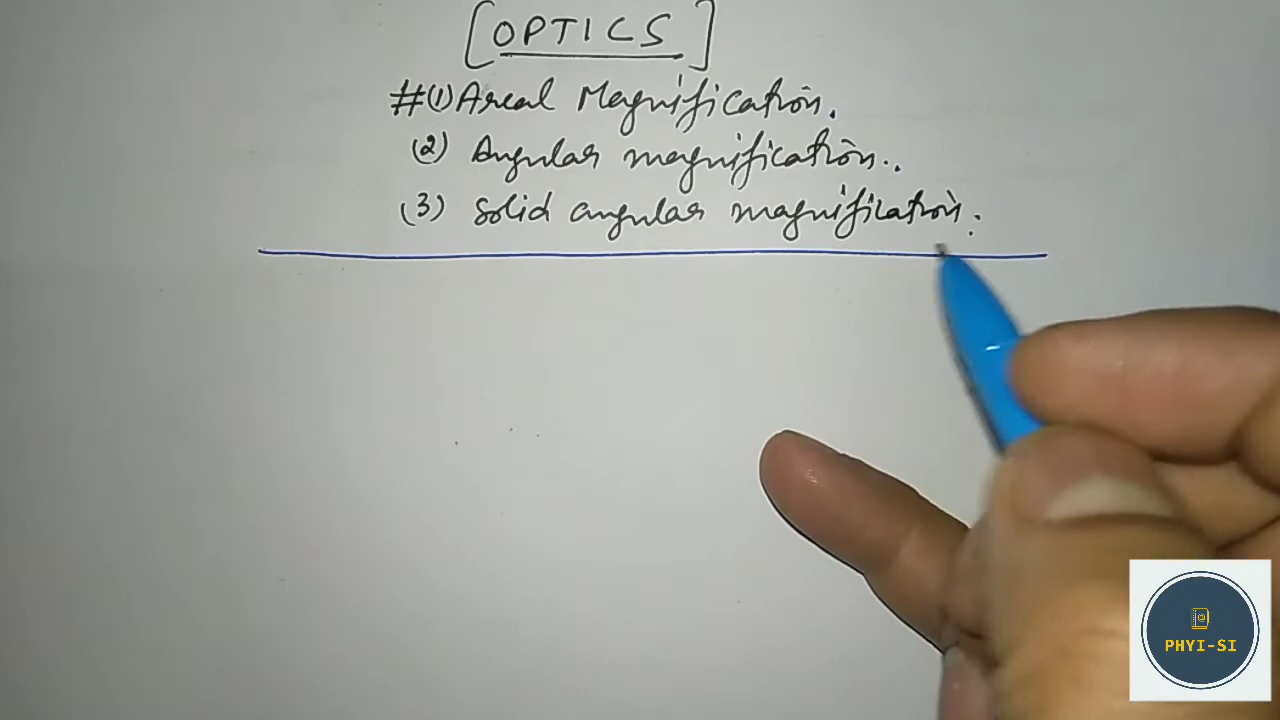 [OPTICS]
#(1) Areal Magnification.
(2) Angular magnification..
(3) Solid angular magnification.
PHYI-SI